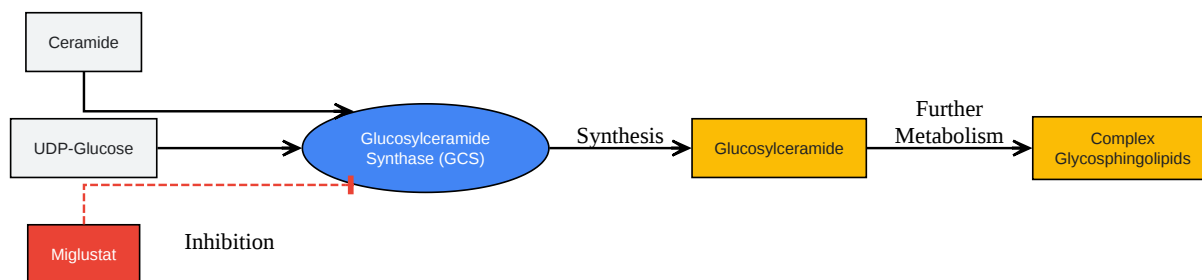 Ceramide
UDP-Glucose
Glucosylceramide
Synthase (GCS)
Synthesis
Glucosylceramide
Further
Metabolism
Complex
Glycosphingolipids
Miglustat
Inhibition